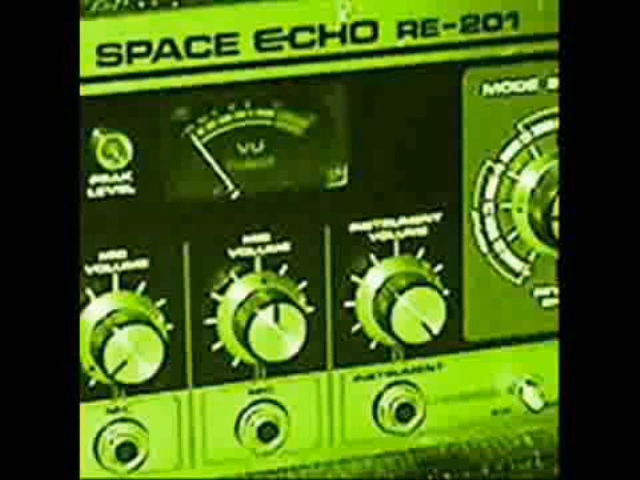 SPACE ECHO RE-201
MODE
VU
PEAK
LEVEL
MIC
VOLUME
MIC
VOLUME
INSTRUMENT
VOLUME
MIC
MIC
INSTRUMENT